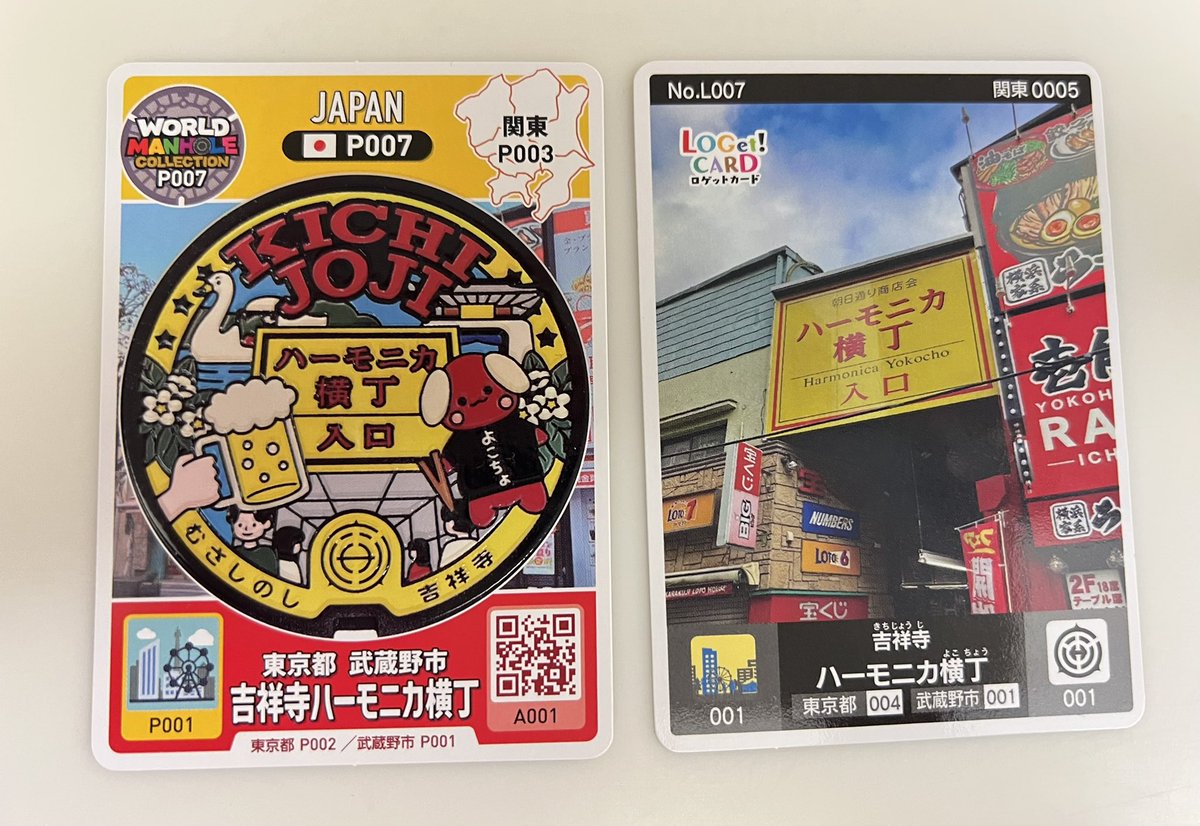 WORLD
MANHOLE
COLLECTION
P007
JAPAN
P007
関東
P003
KICHI
JOJI
ハーモニカ
横丁
入口
よこちょ
むさしのし
吉祥寺
P001
東京都 武蔵野市
吉祥寺ハーモニカ横丁
A001
東京都 P002 ／武蔵野市 P001
No.L007
関東 0005
LOGet!
CARD
ロゲットカード
朝日通り商店会
ハーモニカ
横丁
Harmonica Yokocho
入口
YOKOH
RA
ICH
宝くじ
BIG
LOTO 7
NUMBERS
LOTO 6
宝くじ
2F 18席
テーブル席
きちじょうじ
吉祥寺
よこちょう
ハーモニカ横丁
東京都 004 武蔵野市 001
001
001